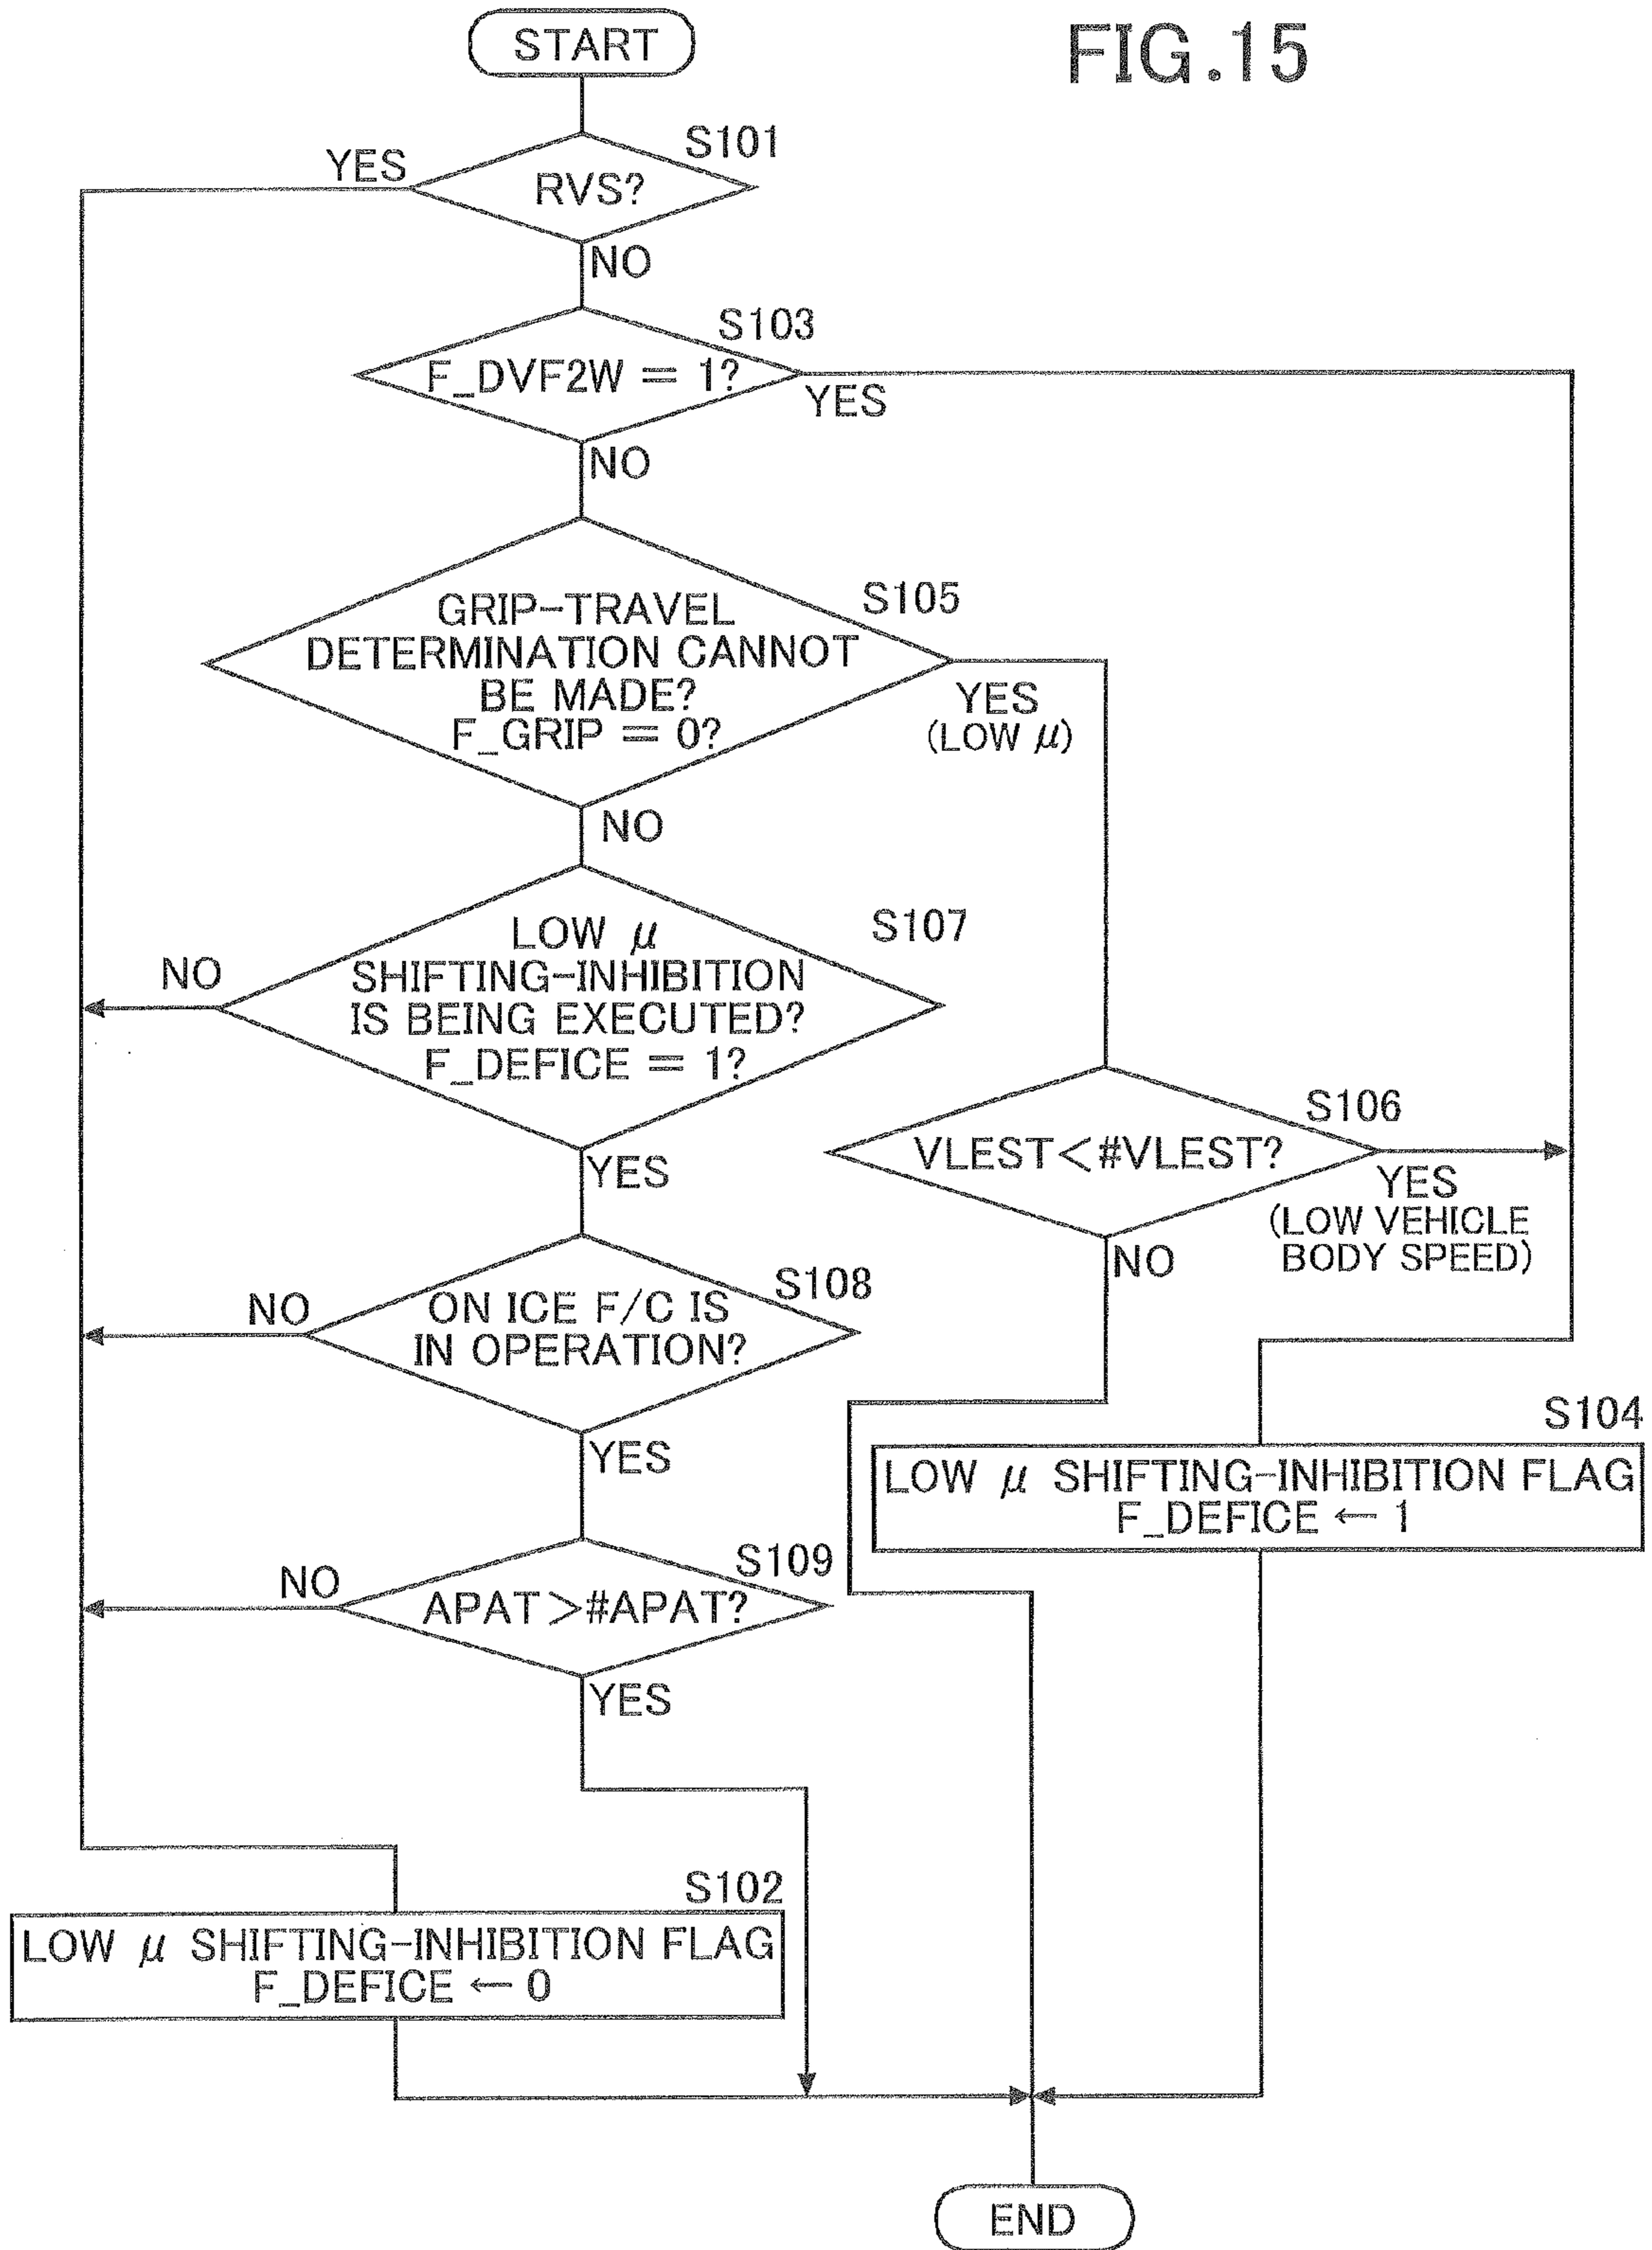 FIG.15
START
S101
YES
RVS?
NO
S103
F_DVF2W = 1?
YES
NO
S105
GRIP-TRAVEL
DETERMINATION CANNOT
BE MADE?
F_GRIP = 0?
YES
(LOW μ)
NO
S107
LOW μ
SHIFTING-INHIBITION
IS BEING EXECUTED?
F_DEFICE = 1?
NO
YES
S106
VLEST<#VLEST?
YES
(LOW VEHICLE
BODY SPEED)
NO
S108
ON ICE F/C IS
IN OPERATION?
NO
YES
S104
LOW μ SHIFTING-INHIBITION FLAG
F_DEFICE ← 1
S109
APAT>#APAT?
NO
YES
S102
LOW μ SHIFTING-INHIBITION FLAG
F_DEFICE ← 0
END